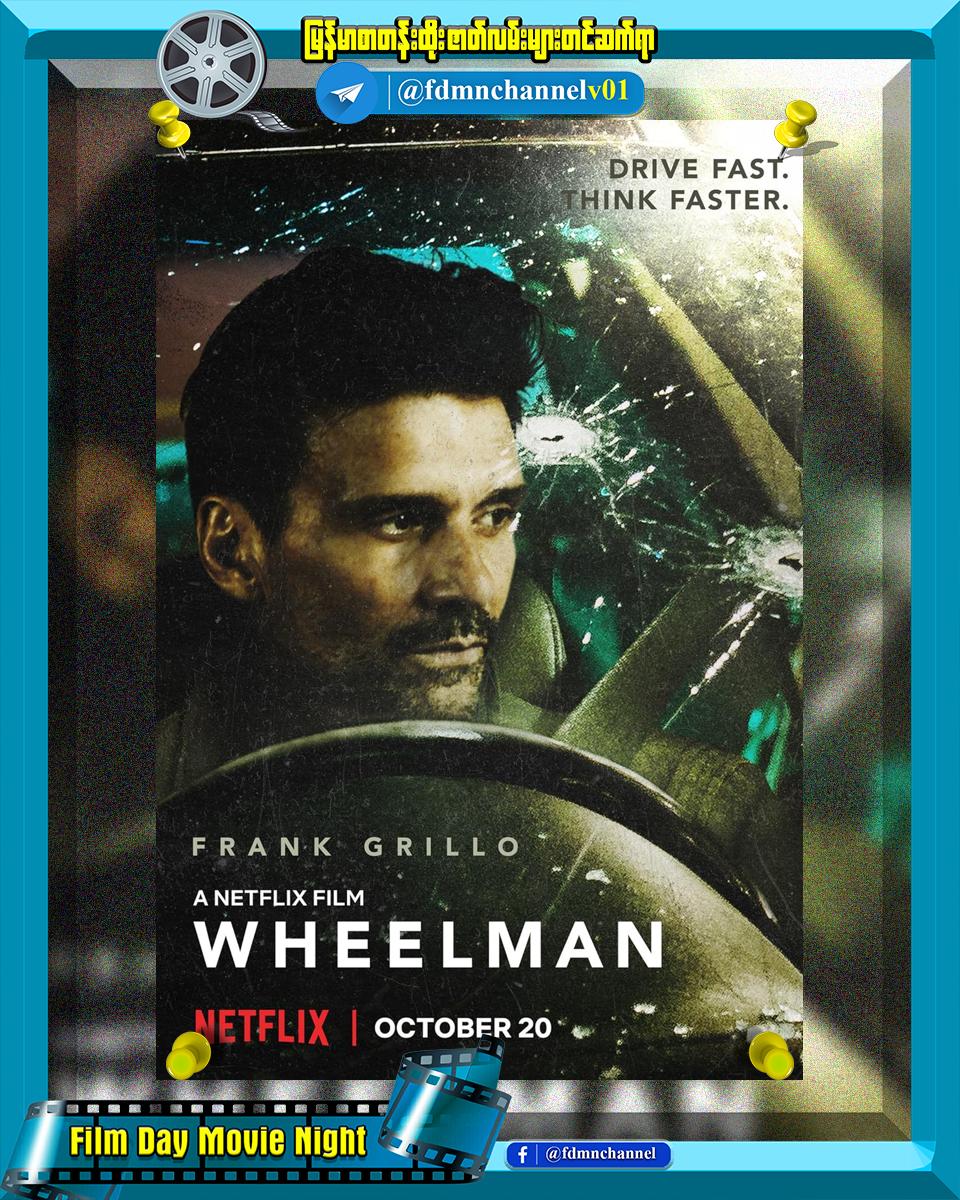 မြန်မာစာတန်းထိုးဇာတ်လမ်းများတင်ဆက်ရာ
@fdmnchannelv01
DRIVE FAST.
THINK FASTER.
FRANK GRILLO
A NETFLIX FILM
WHEELMAN
NETFLIX | OCTOBER 20
Film Day Movie Night
@fdmnchannel